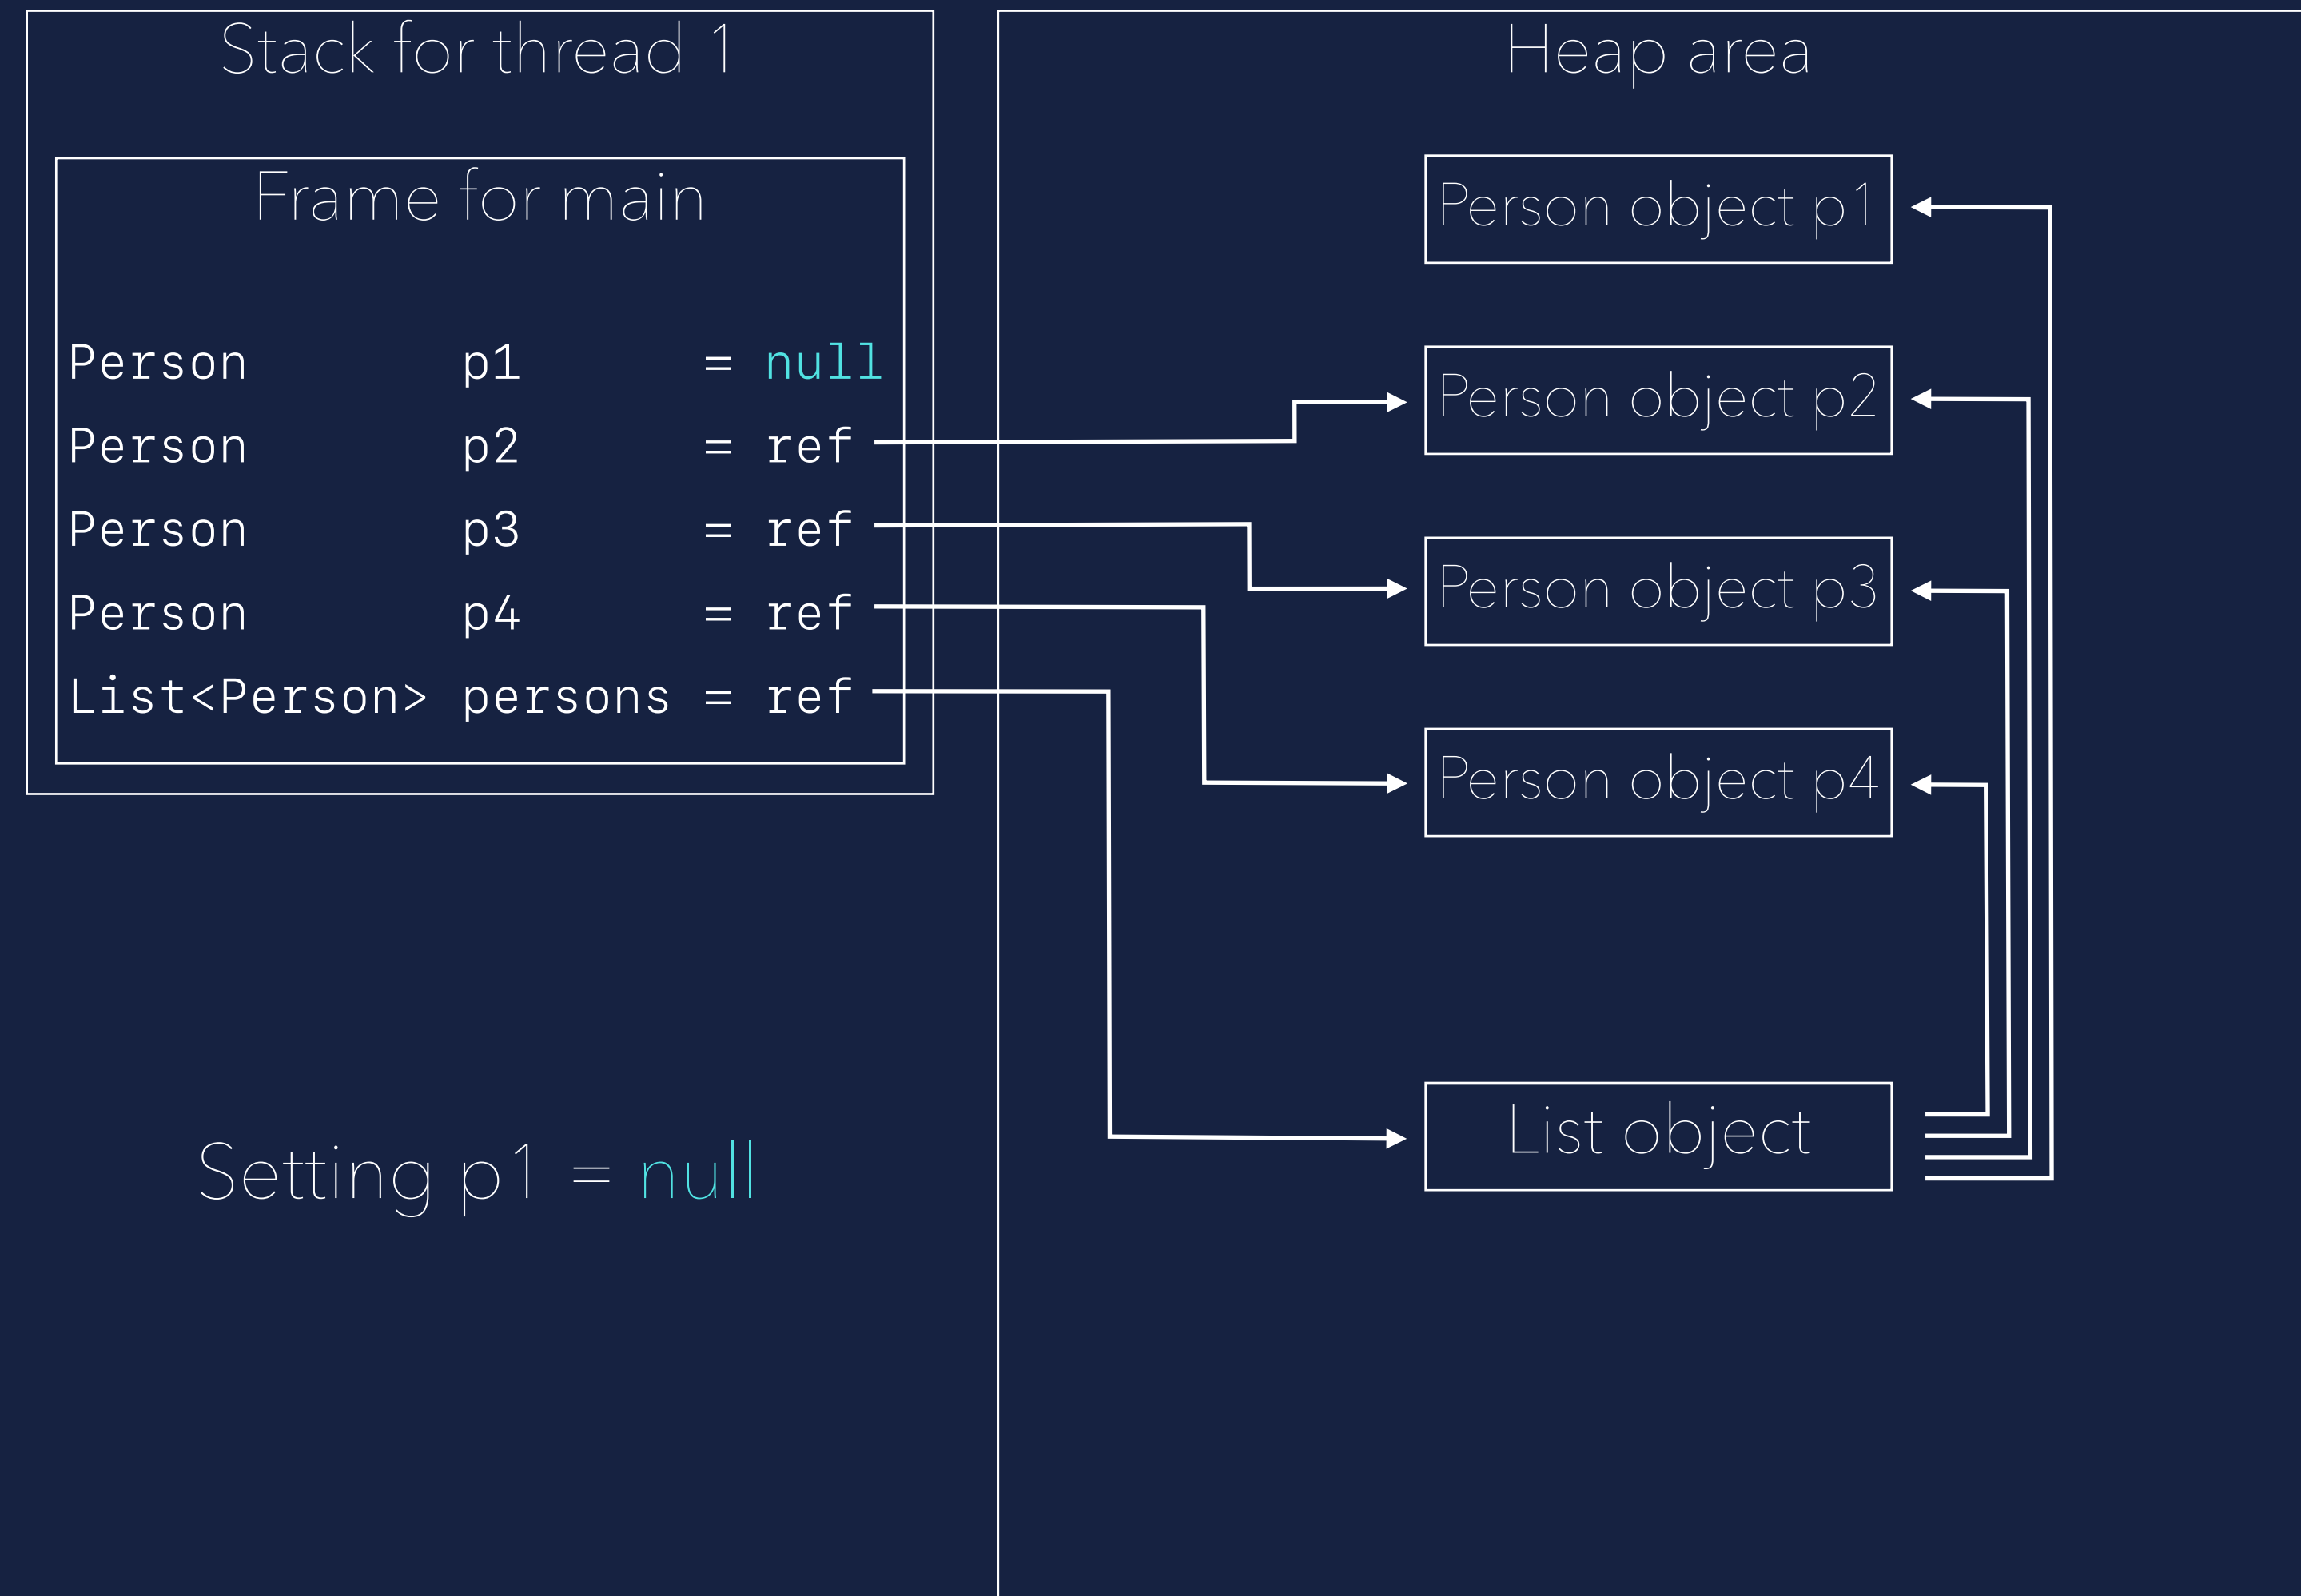 Stack for thread 1
Frame for main
Person p1 = null
Person p2 = ref
Person p3 = ref
Person p4 = ref
List<Person> persons = ref
Setting p1 = null
Heap area
Person object p1
Person object p2
Person object p3
Person object p4
List object